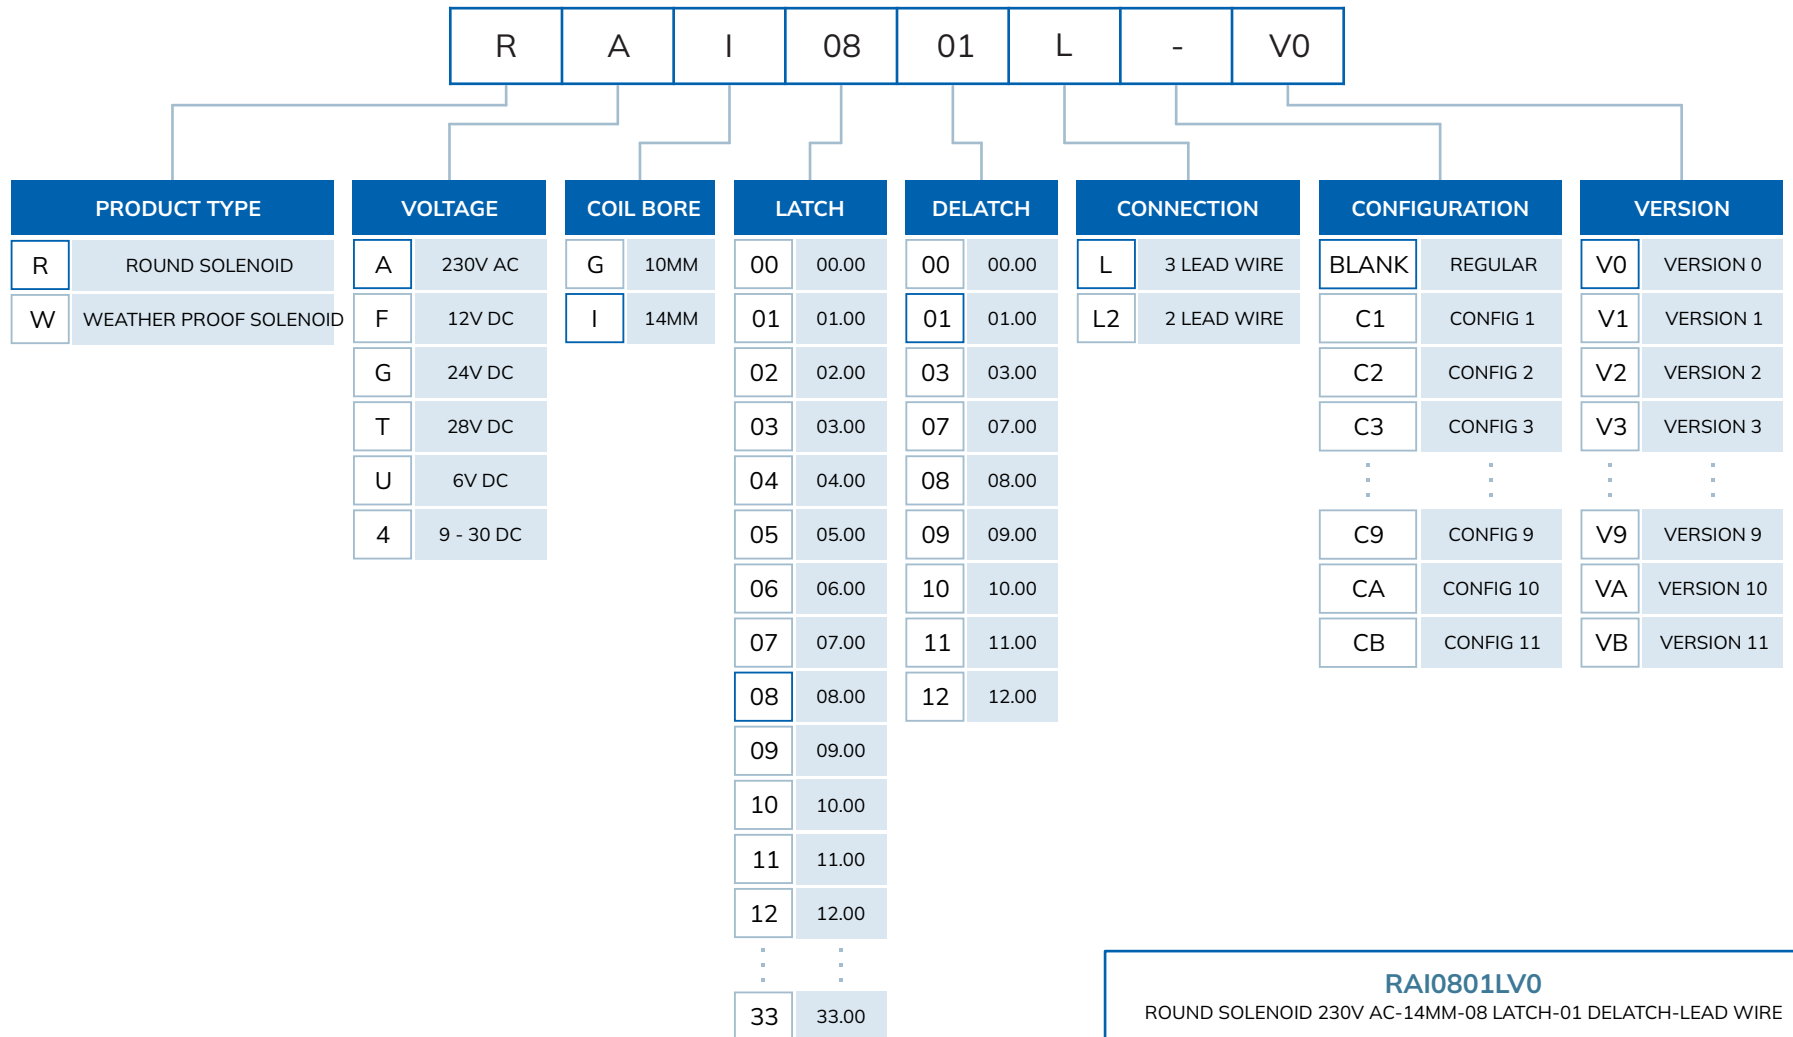 R A I 08 01 L - V0
PRODUCT TYPE VOLTAGE COIL BORE LATCH DELATCH CONNECTION CONFIGURATION VERSION
R ROUND SOLENOID A 230V AC G 10MM 00 00.00 00 00.00 L 3 LEAD WIRE BLANK REGULAR V0 VERSION 0
W WEATHER PROOF SOLENOID F 12V DC I 14MM 01 01.00 01 01.00 L2 2 LEAD WIRE C1 CONFIG 1 V1 VERSION 1
G 24V DC 02 02.00 03 03.00 C2 CONFIG 2 V2 VERSION 2
T 28V DC 03 03.00 07 07.00 C3 CONFIG 3 V3 VERSION 3
U 6V DC 04 04.00 08 08.00
4 9 - 30 DC 05 05.00 09 09.00 C9 CONFIG 9 V9 VERSION 9
06 06.00 10 10.00 CA CONFIG 10 VA VERSION 10
07 07.00 11 11.00 CB CONFIG 11 VB VERSION 11
08 08.00 12 12.00
09 09.00
10 10.00
11 11.00
12 12.00
33 33.00
RAI0801LV0
ROUND SOLENOID 230V AC-14MM-08 LATCH-01 DELATCH-LEAD WIRE